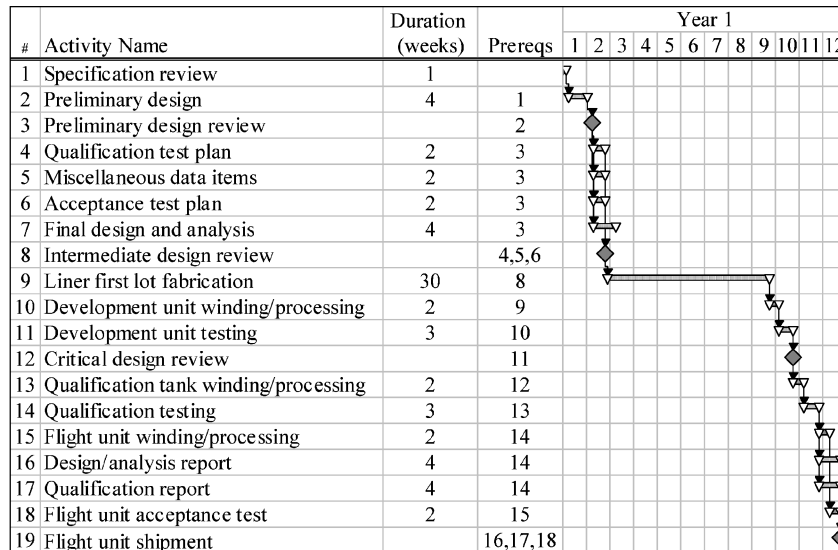 Duration Year 1
# Activity Name (weeks) Prereqs 1 2 3 4 5 6 7 8 9 10 11 12
1 Specification review 1
2 Preliminary design 4 1
3 Preliminary design review 2
4 Qualification test plan 2 3
5 Miscellaneous data items 2 3
6 Acceptance test plan 2 3
7 Final design and analysis 4 3
8 Intermediate design review 4,5,6
9 Liner first lot fabrication 30 8
10 Development unit winding/processing 2 9
11 Development unit testing 3 10
12 Critical design review 11
13 Qualification tank winding/processing 2 12
14 Qualification testing 3 13
15 Flight unit winding/processing 2 14
16 Design/analysis report 4 14
17 Qualification report 4 14
18 Flight unit acceptance test 2 15
19 Flight unit shipment 16,17,18